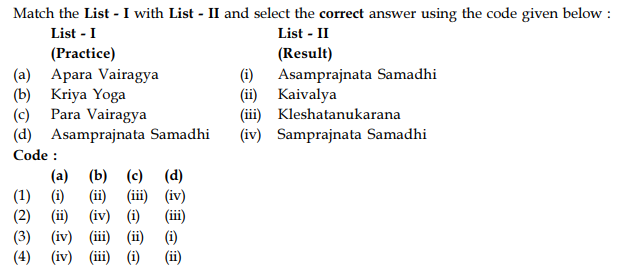 Match the List - I with List - II and select the correct answer using the code given below :
List - I List - II
(Practice) (Result)
(a) Apara Vairagya (i) Asamprajnata Samadhi
(b) Kriya Yoga (ii) Kaivalya
(c) Para Vairagya (iii) Kleshatanukarana
(d) Asamprajnata Samadhi (iv) Samprajnata Samadhi
Code :
(a) (b) (c) (d)
(1) (i) (ii) (iii) (iv)
(2) (ii) (iv) (i) (iii)
(3) (iv) (iii) (ii) (i)
(4) (iv) (iii) (i) (ii)